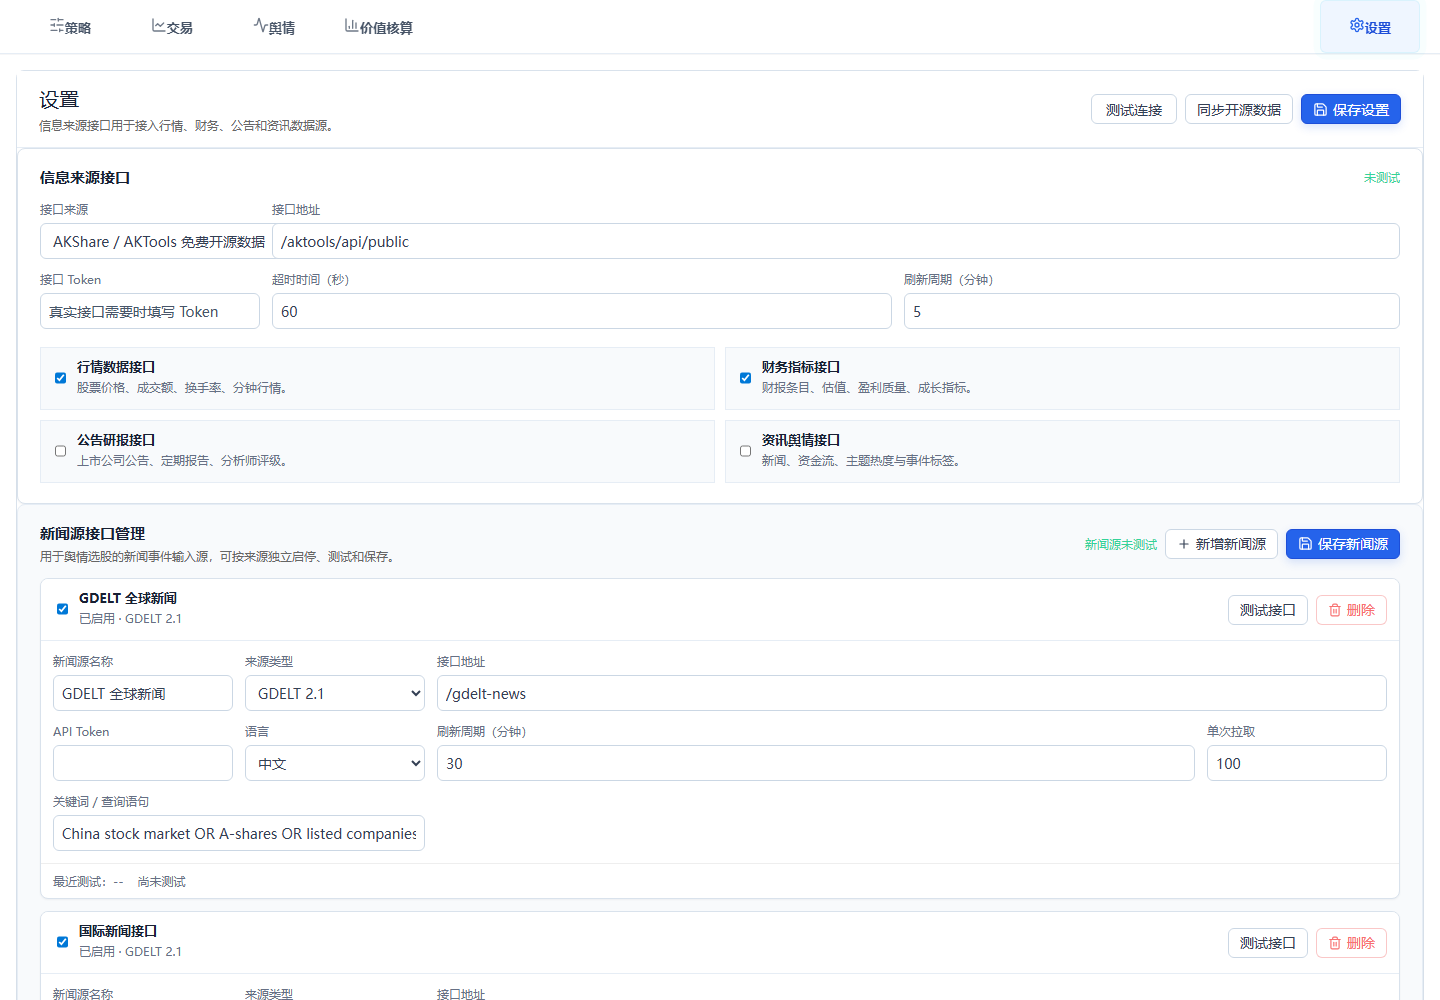 策略 交易 舆情 价值核算 设置
设置
信息来源接口用于接入行情、财务、公告和资讯数据源。
测试连接 同步开源数据 保存设置
信息来源接口 未测试
接口来源 接口地址
AKShare / AKTools 免费开源数据 /aktools/api/public
接口 Token 超时时间（秒） 刷新周期（分钟）
真实接口需要时填写 Token 60 5
行情数据接口
股票价格、成交额、换手率、分钟行情。
财务指标接口
财报条目、估值、盈利质量、成长指标。
公告研报接口
上市公司公告、定期报告、分析师评级。
资讯舆情接口
新闻、资金流、主题热度与事件标签。
新闻源接口管理
用于舆情选股的新闻事件输入源，可按来源独立启停、测试和保存。
新闻源未测试 新增新闻源 保存新闻源
GDELT 全球新闻
已启用 · GDELT 2.1
测试接口 删除
新闻源名称 来源类型 接口地址
GDELT 全球新闻 GDELT 2.1 /gdelt-news
API Token 语言 刷新周期（分钟） 单次拉取
中文 30 100
关键词 / 查询语句
China stock market OR A-shares OR listed companies
最近测试：-- 尚未测试
国际新闻接口
已启用 · GDELT 2.1
测试接口 删除
新闻源名称 来源类型 接口地址